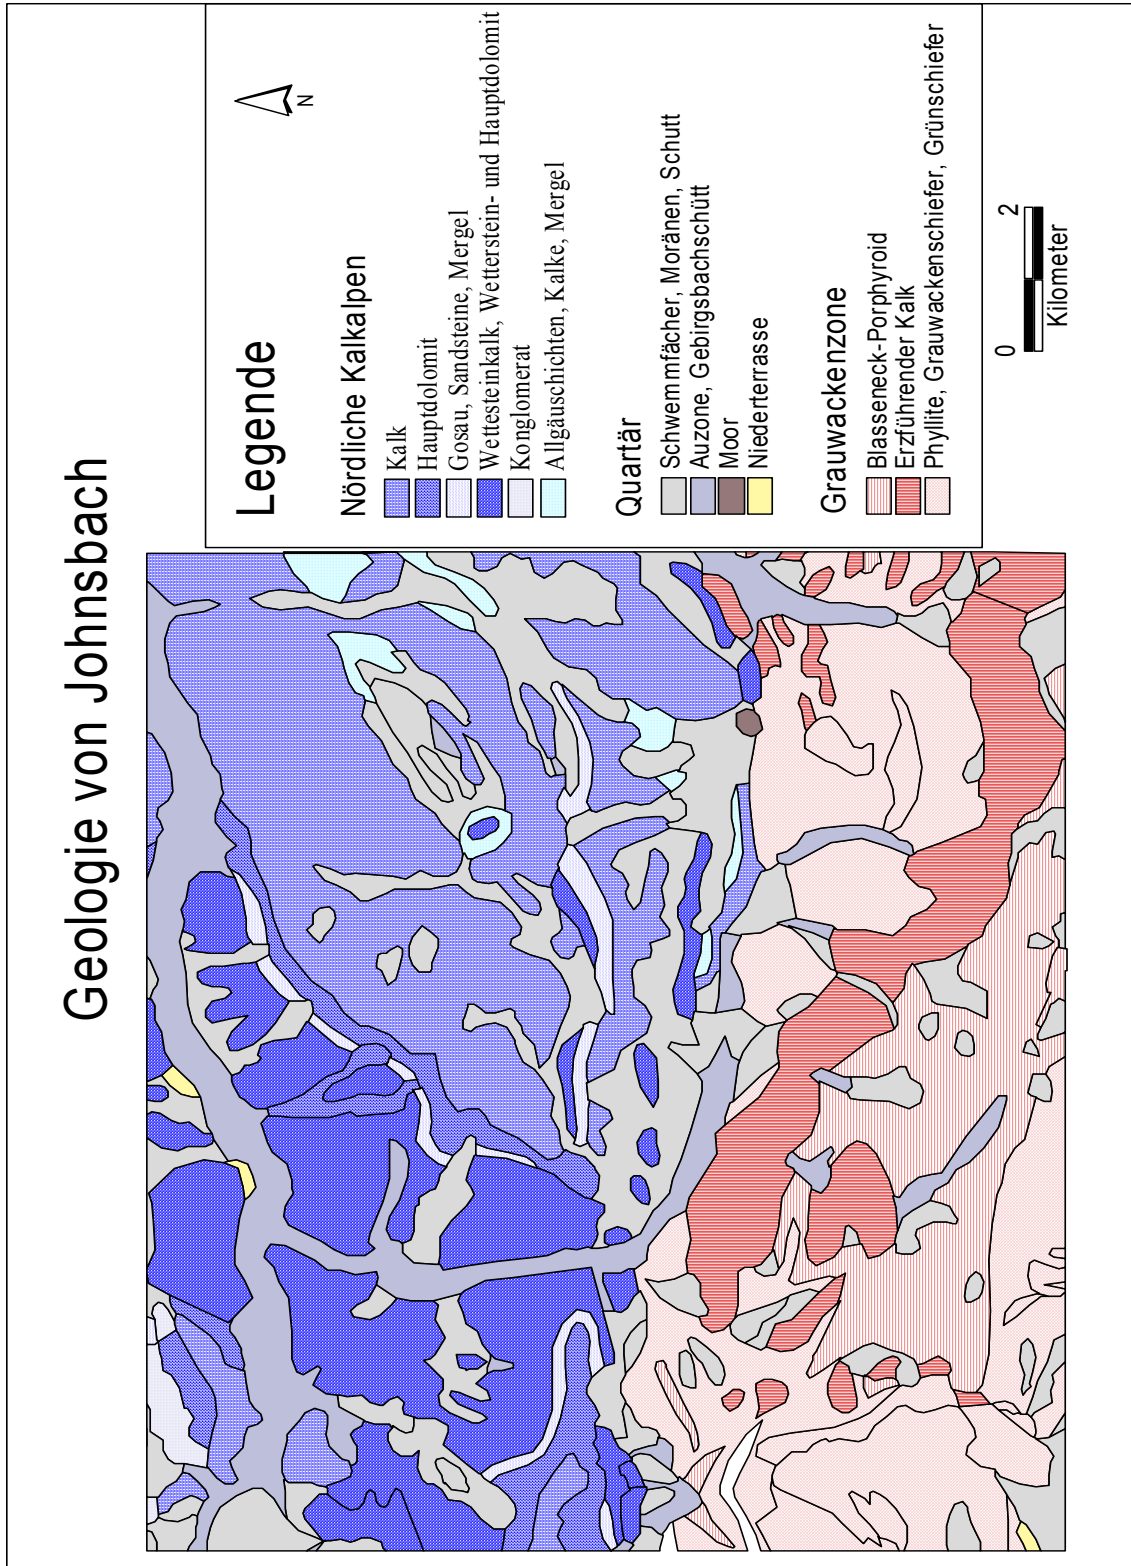 Geologie von Johnsbach
Legende
N
Nördliche Kalkalpen
Kalk
Hauptdolomit
Gosau, Sandsteine, Mergel
Wettesteinkalk, Wetterstein- und Hauptdolomit
Konglomerat
Allgäuschichten, Kalke, Mergel
Quartär
Schwemmfächer, Moränen, Schutt
Auzone, Gebirgsbachschütt
Moor
Niederterrasse
Grauwackenzone
Blasseneck-Porphyroid
Erzführender Kalk
Phyllite, Grauwackenschiefer, Grünschiefer
0 2
Kilometer